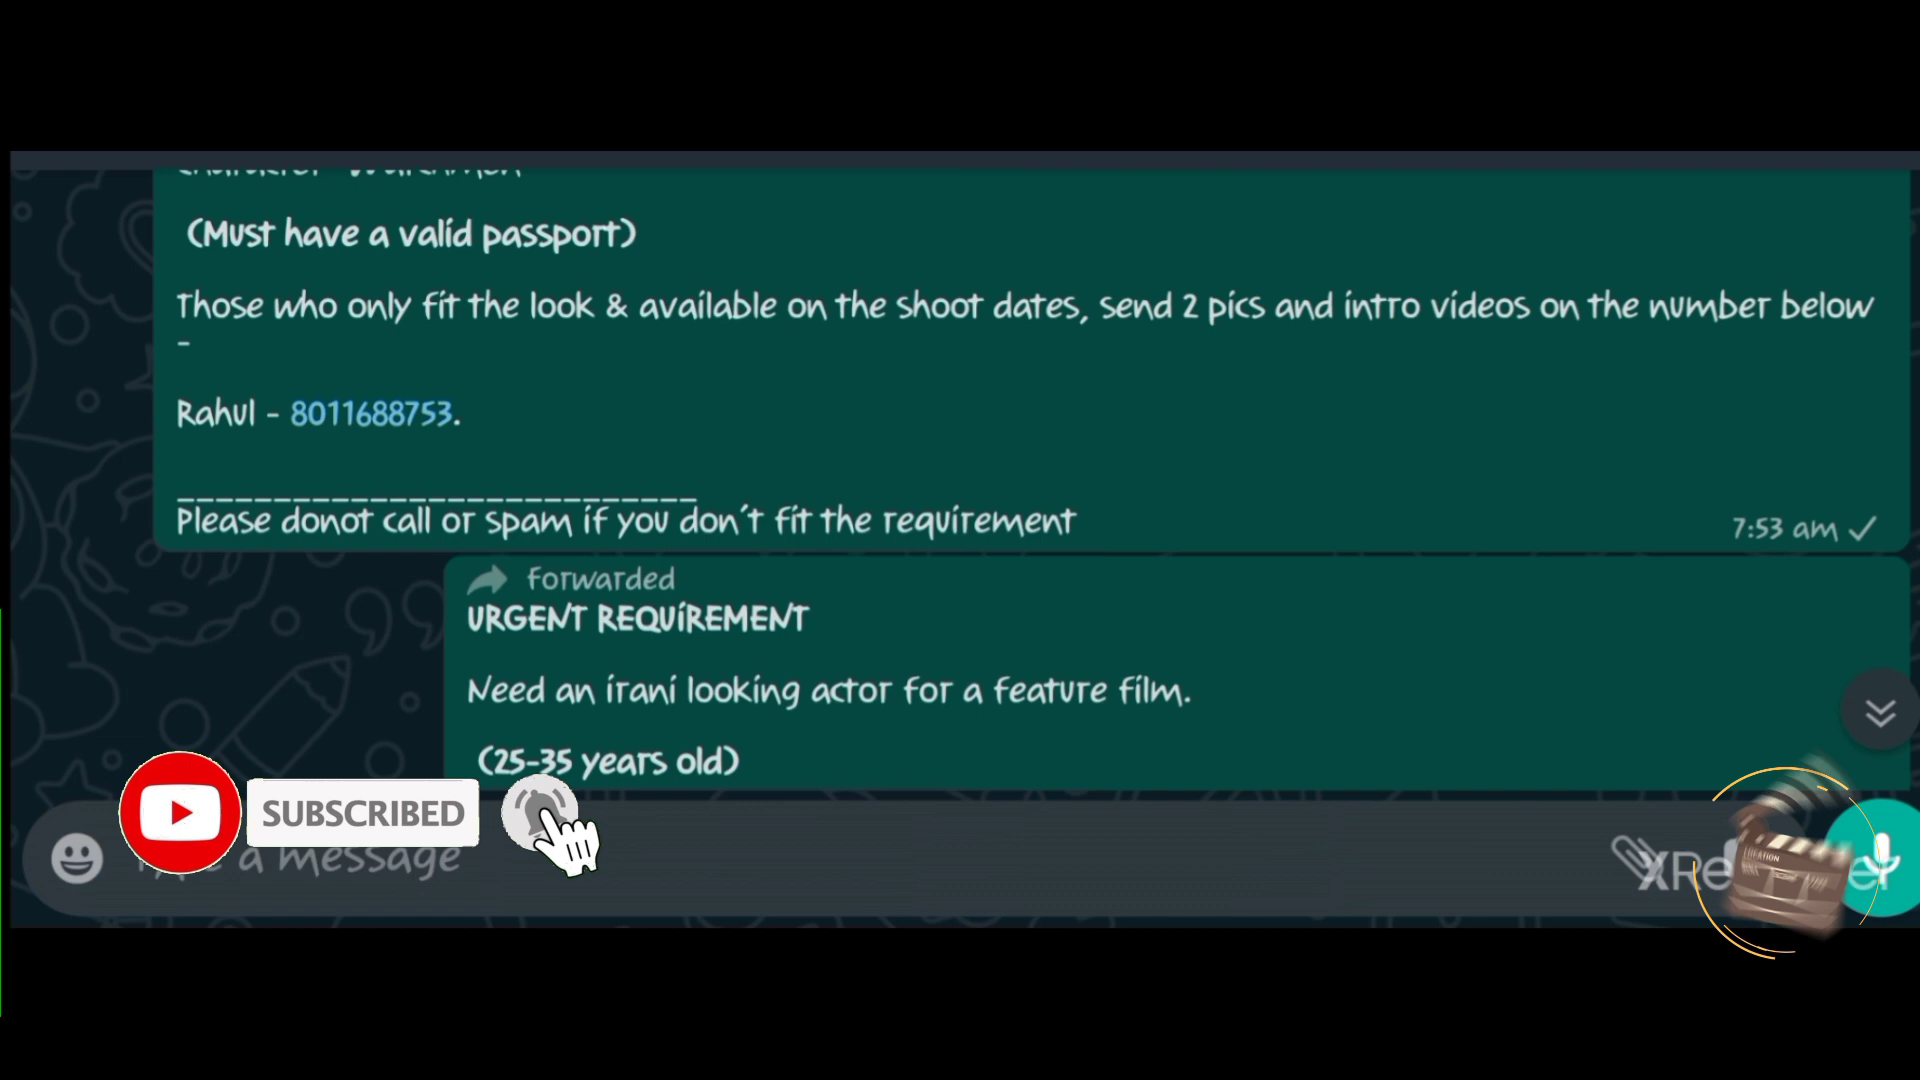 (Must have a valid passport)
Those who only fit the look & available on the shoot dates, send 2 pics and intro videos on the number below
-
Rahul - 8011688753.
___________________________
Please donot call or spam if you don't fit the requirement
7:53 am
Forwarded
URGENT REQUIREMENT
Need an irani looking actor for a feature film.
(25-35 years old)
SUBSCRIBED
a message